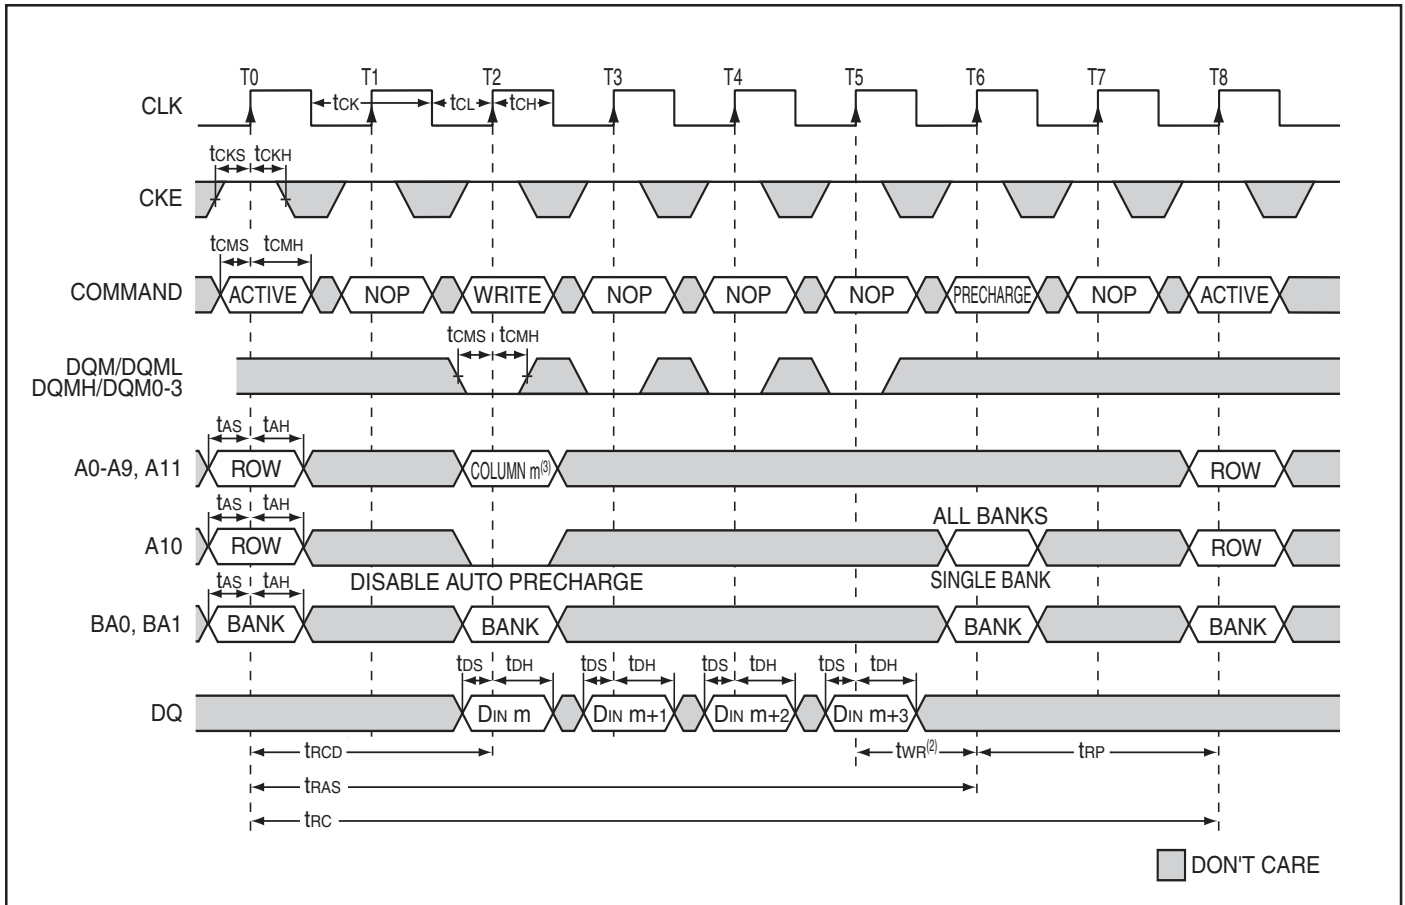 T0 T1 T2 T3 T4 T5 T6 T7 T8
CLK tCK tCL tCH
tCKS tCKH
CKE
tCMS tCMH
COMMAND ACTIVE NOP WRITE NOP NOP NOP PRECHARGE NOP ACTIVE
tCMS tCMH
DQM/DQML
DQMH/DQM0-3
tAS tAH
A0-A9, A11 ROW COLUMN m(3) ROW
tAS tAH
ALL BANKS
A10 ROW ROW
DISABLE AUTO PRECHARGE SINGLE BANK
tAS tAH
BA0, BA1 BANK BANK BANK BANK
tDS tDH tDS tDH tDS tDH tDS tDH
DQ DIN m DIN m+1 DIN m+2 DIN m+3
tRCD tWR(2) tRP
tRAS
tRC
DON'T CARE